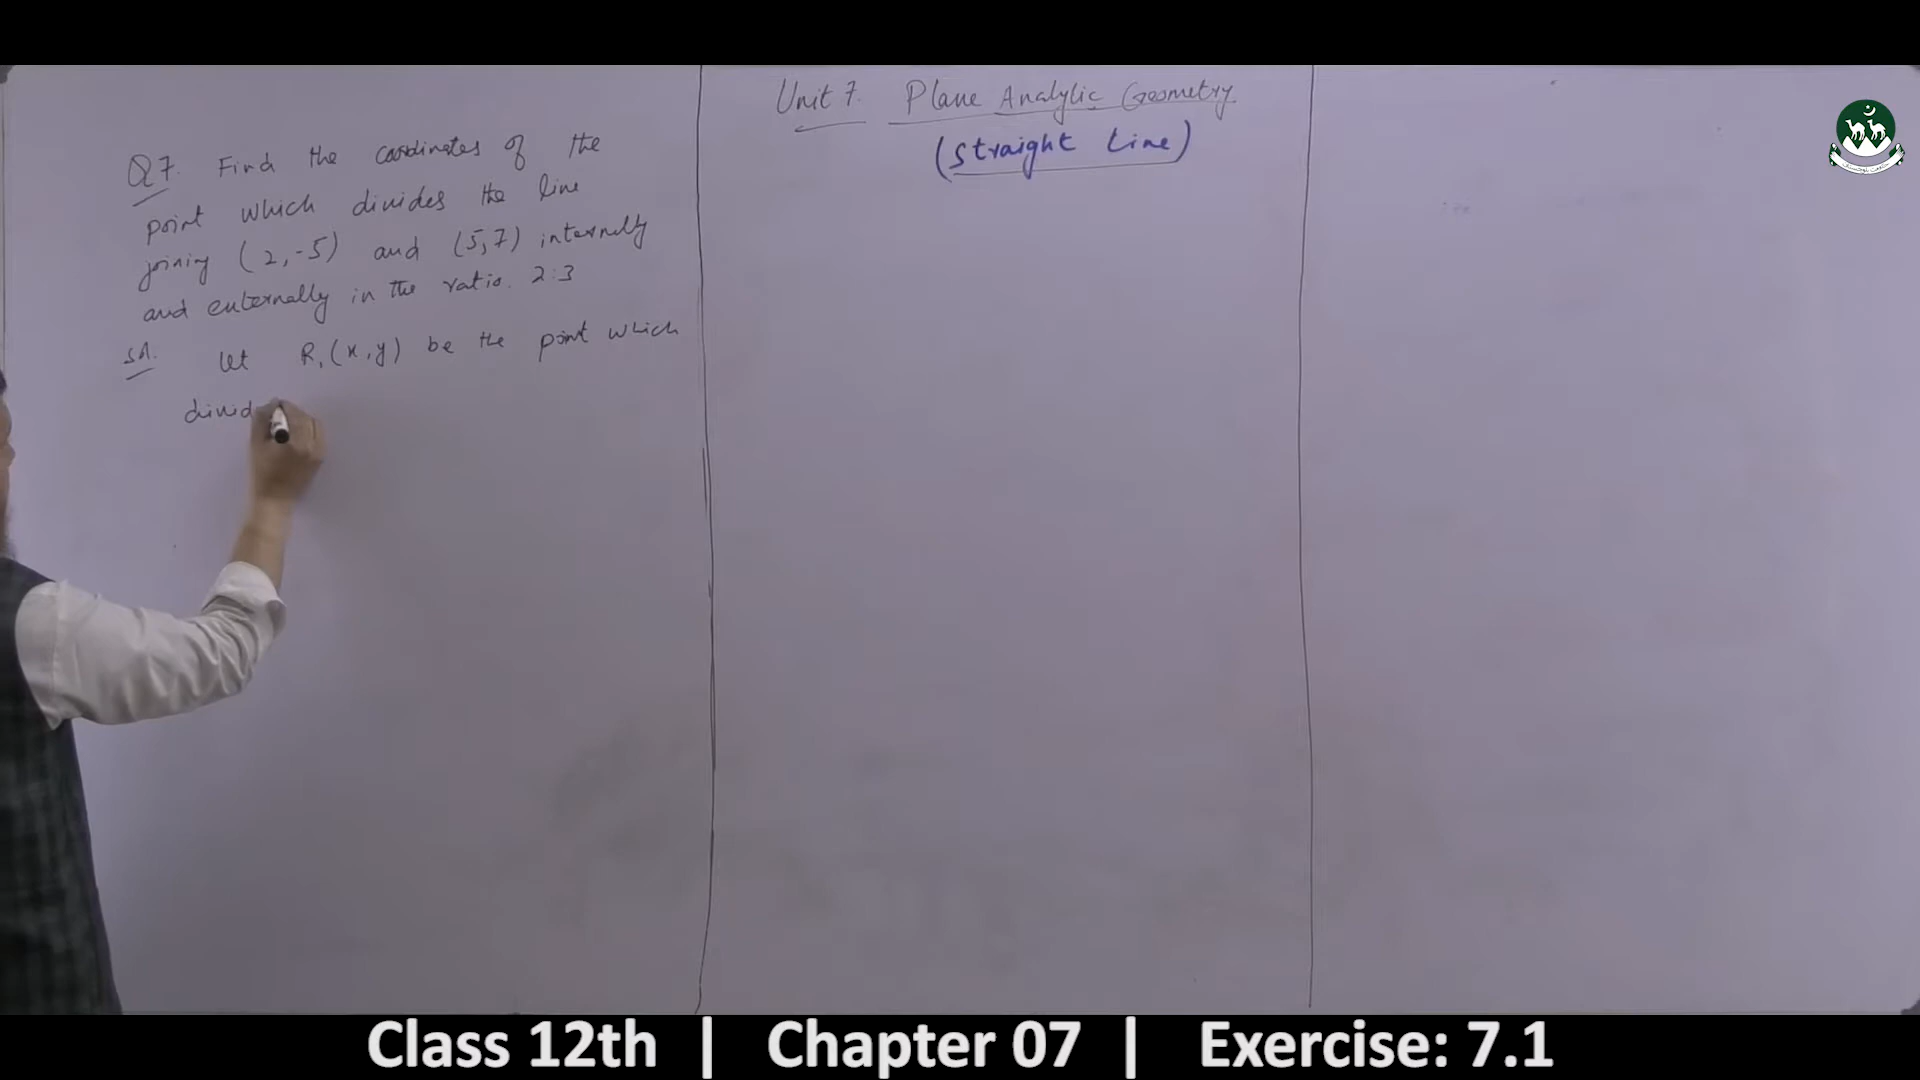 Unit 7. Plane Analytic Geometry
(Straight Line)
Q7. Find the coordinates of the
point which divides the line
joining (2,-5) and (5,7) internally
and externally in the ratio. 2:3
Sol. Let R₁(x,y) be the point which
divid
Class 12th | Chapter 07 | Exercise: 7.1